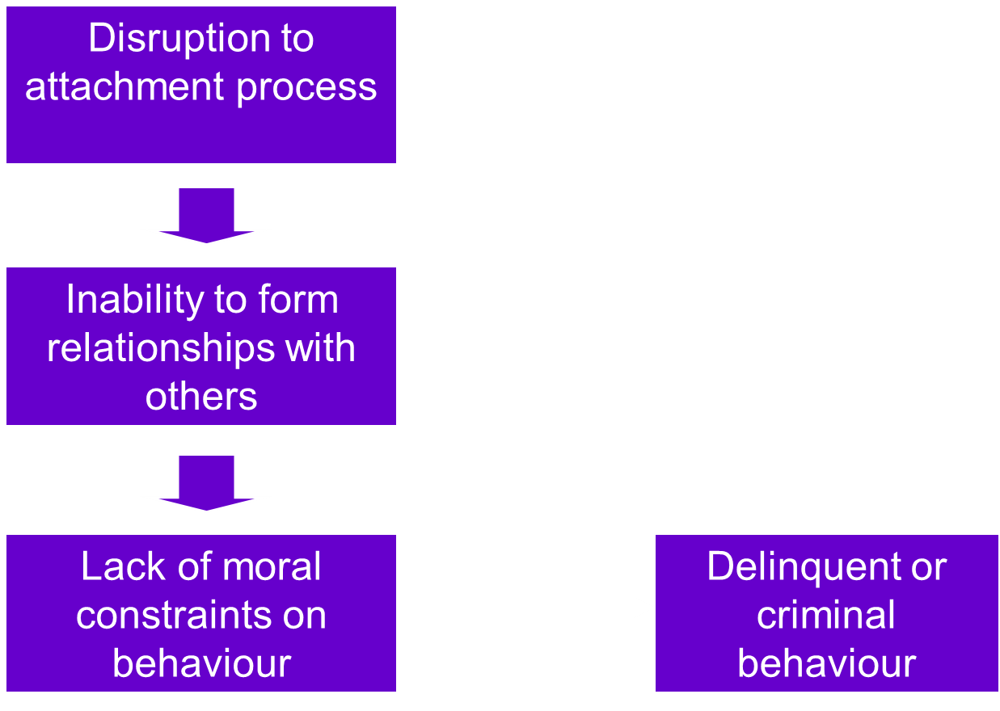 Disruption to
attachment process
Inability to form
relationships with
others
Lack of moral
constraints on
behaviour
Delinquent or
criminal
behaviour